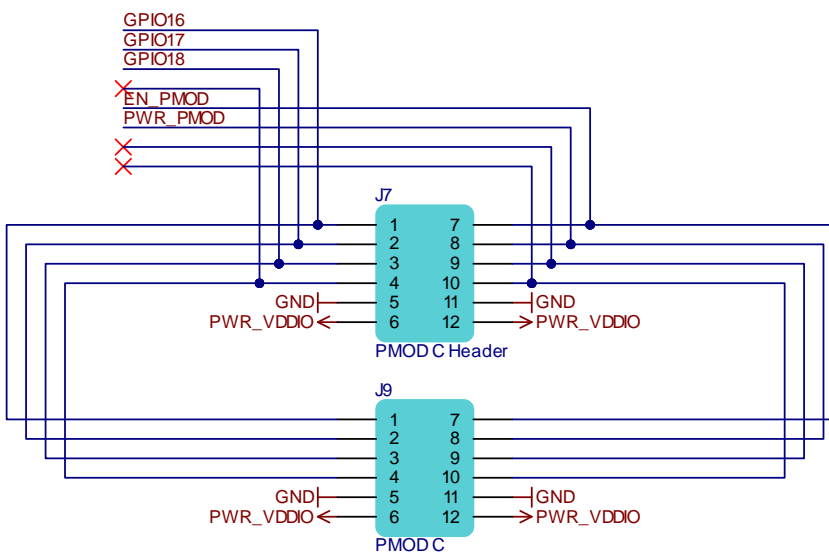 GPIO16
GPIO17
GPIO18
EN_PMOD
PWR_PMOD
J7
1 7
2 8
3 9
4 10
GND 5 11 GND
PWR_VDDIO 6 12 PWR_VDDIO
PMOD C Header
J9
1 7
2 8
3 9
4 10
GND 5 11 GND
PWR_VDDIO 6 12 PWR_VDDIO
PMOD C